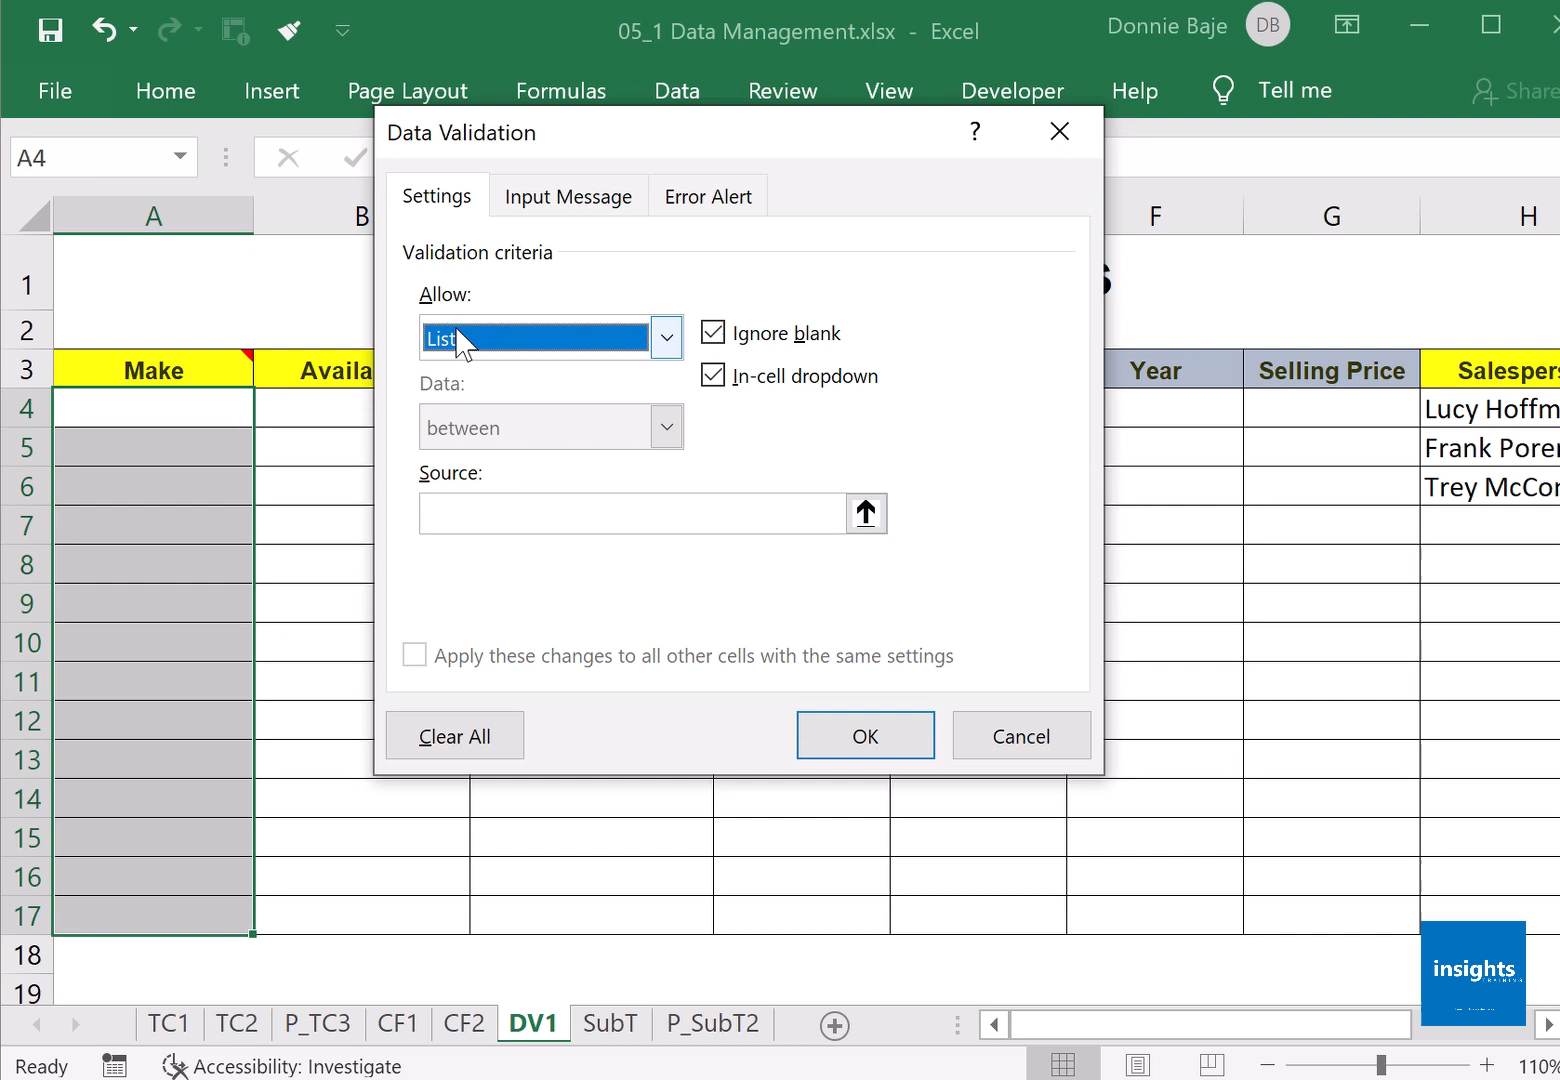 05_1 Data Management.xlsx - Excel
Donnie Baje
DB
File Home Insert Page Layout Formulas Data Review View Developer Help Tell me Share
A4
Data Validation
?
Settings Input Message Error Alert
Validation criteria
Allow:
List
Ignore blank
In-cell dropdown
Data:
between
Source:
Apply these changes to all other cells with the same settings
Clear All OK Cancel
A B F G H
1
S
2
3 Make Availa Year Selling Price Salespers
4 Lucy Hoffm
5 Frank Porer
6 Trey McCor
7
8
9
10
11
12
13
14
15
16
17
18
19
insights
TRAINING
TC1 TC2 P_TC3 CF1 CF2 DV1 SubT P_SubT2
Ready Accessibility: Investigate 110%